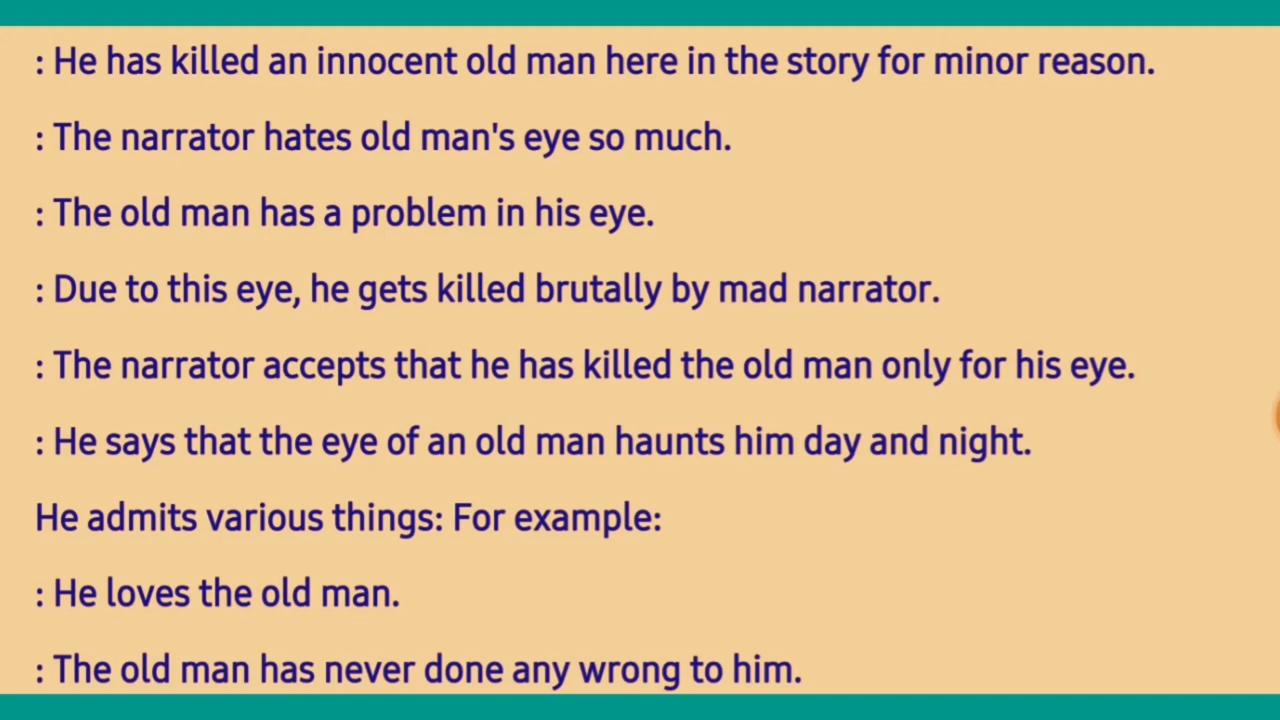 : He has killed an innocent old man here in the story for minor reason.
: The narrator hates old man's eye so much.
: The old man has a problem in his eye.
: Due to this eye, he gets killed brutally by mad narrator.
: The narrator accepts that he has killed the old man only for his eye.
: He says that the eye of an old man haunts him day and night.
He admits various things: For example:
: He loves the old man.
: The old man has never done any wrong to him.